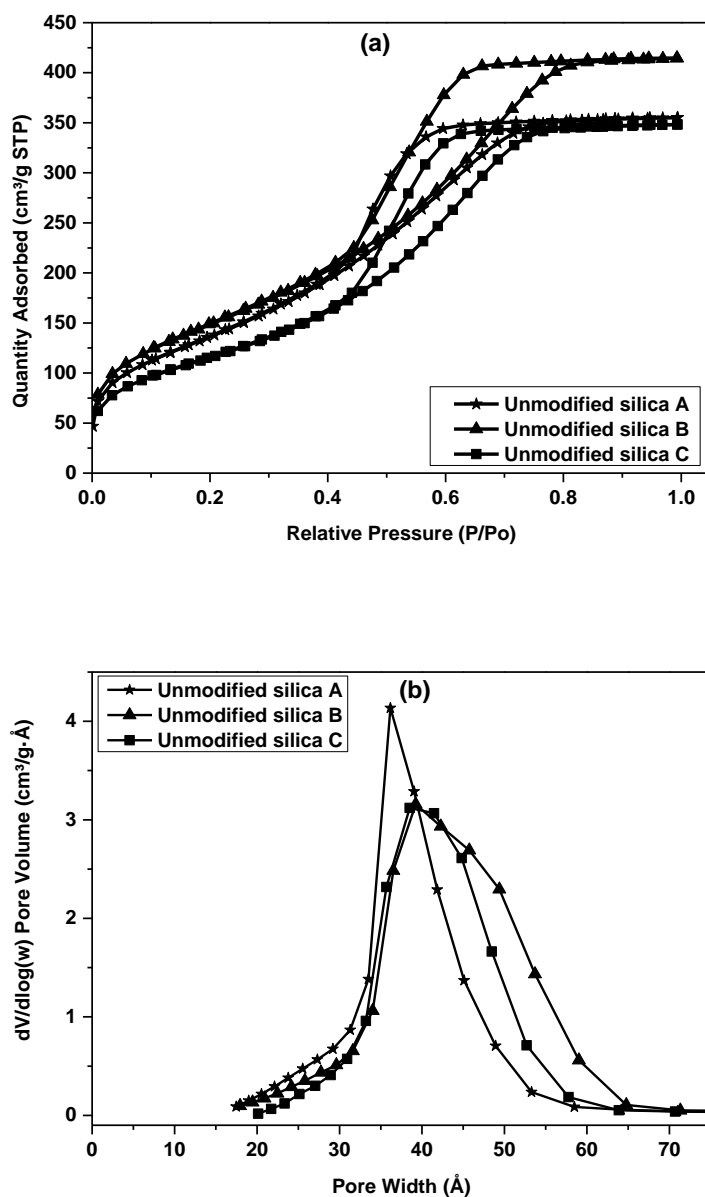 (a)
Quantity Adsorbed (cm³/g STP)
450
400
350
300
250
200
150
100
50
0
0.0 0.2 0.4 0.6 0.8 1.0
Relative Pressure (P/Po)
Unmodified silica A
Unmodified silica B
Unmodified silica C
(b)
Unmodified silica A
Unmodified silica B
Unmodified silica C
dV/dlog(w) Pore Volume (cm³/g·Å)
4
3
2
1
0
0 10 20 30 40 50 60 70
Pore Width (Å)